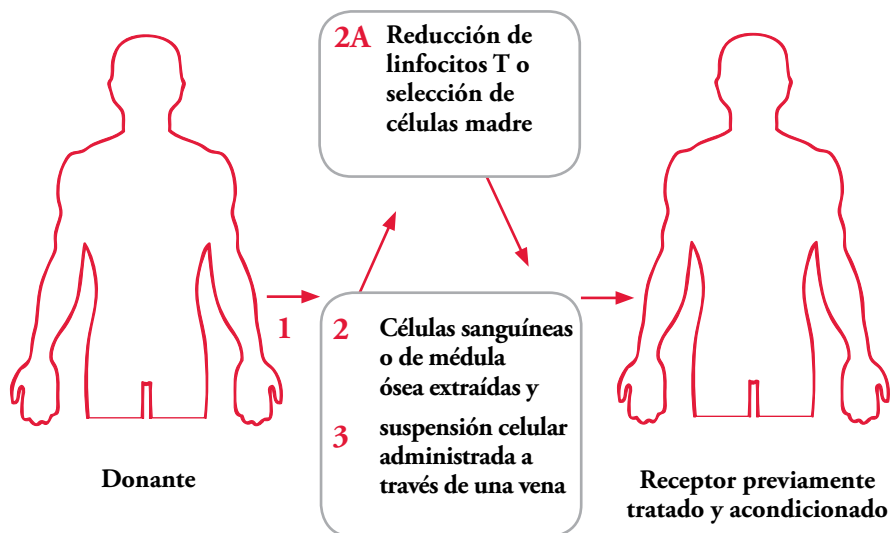 2A Reducción de
linfocitos T o
selección de
células madre
1
2 Células sanguíneas
o de médula
ósea extraídas y
3 suspensión celular
administrada a
través de una vena
Donante
Receptor previamente
tratado y acondicionado